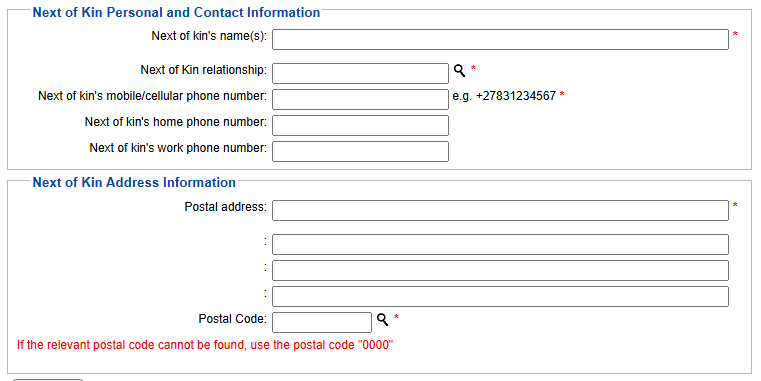 Next of Kin Personal and Contact Information
Next of kin's name(s): *
Next of Kin relationship: *
Next of kin's mobile/cellular phone number: e.g. +27831234567 *
Next of kin's home phone number:
Next of kin's work phone number:
Next of Kin Address Information
Postal address: *
:
:
:
Postal Code: *
If the relevant postal code cannot be found, use the postal code "0000"